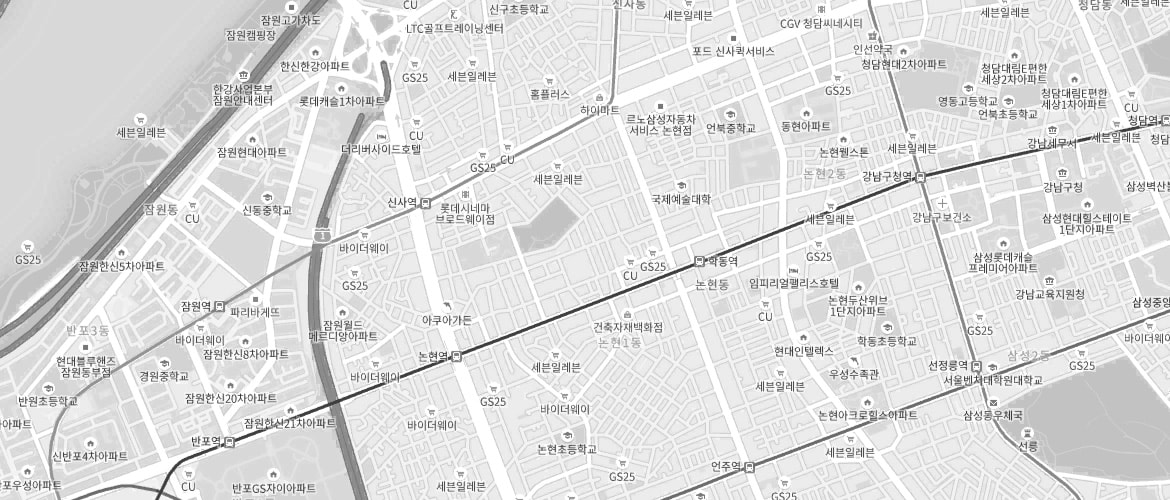 CU
신사동
세븐일레븐
세븐일레븐
청담동
세븐일레븐
잠원고가차도
신구초등학교
CGV 청담씨네시티
LTC골프트레이닝센터
잠원캠핑장
인선약국
포드 신사퀵서비스
한신한강아파트
청담현대2차아파트
GS25
세븐일레븐
청담대림E편한
세상2차아파트
한강사업본부
잠원안내센터
홈플러스
GS25
롯데캐슬1차아파트
영동고등학교
청담대림E편한
세상1차아파트
하이마트
CU
언북초등학교
세븐일레븐
르노삼성자동차
서비스 논현점
언북중학교
동현아파트
청담역
CU
세븐일레븐
잠원현대아파트
더리버사이드호텔
세븐일레븐
강남세무서
청담
논현웰스톤
CU
GS25
세븐일레븐
논현2동
강남구청역
강남구청
삼성벽산블
국제예술대학
신동중학교
신사역
잠원동
CU
롯데시네마
브로드웨이점
세븐일레븐
강남구보건소
삼성현대힐스테이트
1단지아파트
1
바이더웨이
GS25
GS25
잠원한신5차아파트
학동역
GS25
CU
삼성롯데캐슬
프레미어아파트
GS25
논현동
임피리얼팰리스호텔
강남교육지원청
잠원역
파리바게뜨
논현두산위브
1단지아파트
삼성중앙
CU
아쿠아가든
반포3동
잠원월드
메르디앙아파트
건축자재백화점
GS25
바이더웨이
논현1동
학동초등학교
바이더웨
잠원한신8차아파트
현대인텔렉스
논현역
삼성2동
GS25
현대블루핸즈
잠원동부점
선정릉역
세븐일레븐
경원중학교
바이더웨이
우성수족관
서울벤처대학원대학교
세븐일레븐
반원초등학교
잠원한신20차아파트
GS25
바이더웨이
논현아크로힐스아파트
삼성동우체국
아파트
잠원한신21차아파트
바이더웨이
반포역
논현초등학교
선릉
신반포4차아파트
세븐일레븐
언주역
GS25
포우성아파트
CU
반포GS자이아파트
세븐일레븐
GS25